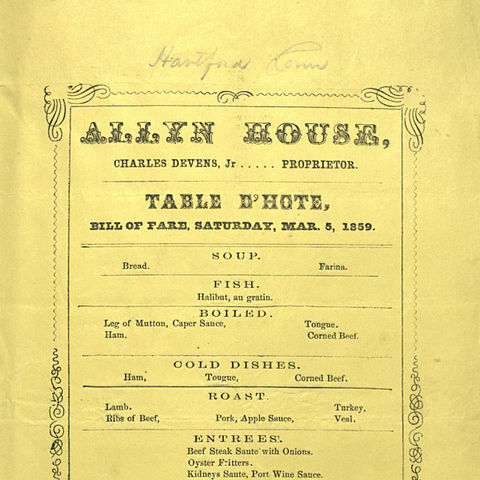 Hartford Conn
ALLYN HOUSE,
CHARLES DEVENS, Jr ..... PROPRIETOR.
TABLE D'HOTE,
BILL OF FARE, SATURDAY, MAR. 5, 1859.
SOUP.
Bread. Farina.
FISH.
Halibut, au gratin.
BOILED.
Leg of Mutton, Caper Sauce, Tongue.
Ham. Corned Beef.
COLD DISHES.
Ham, Tougue, Corned Beef.
ROAST.
Lamb. Turkey,
Ribs of Beef, Pork, Apple Sauce, Veal.
ENTREES.
Beef Steak Saute with Onions.
Oyster Fritters.
Kidneys Saute, Port Wine Sauce.